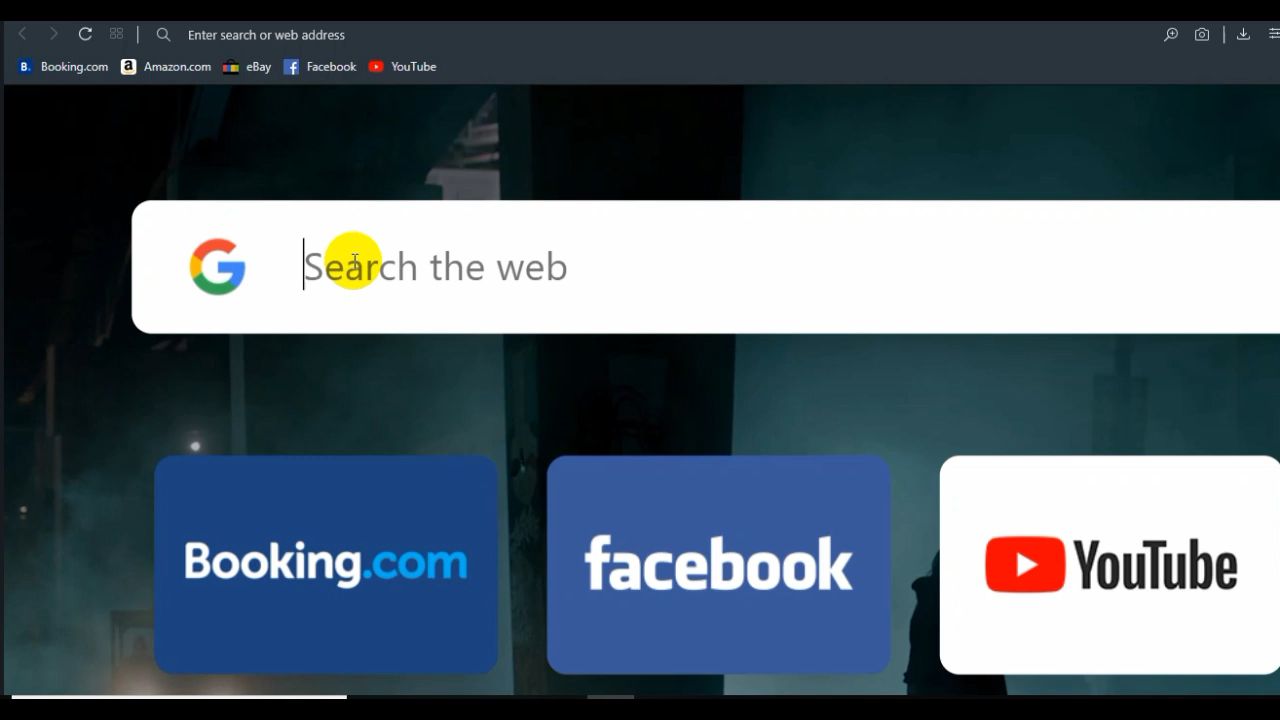 Enter search or web address
B. Booking.com a Amazon.com eBay f Facebook YouTube
G Search the web
Booking.com facebook YouTube